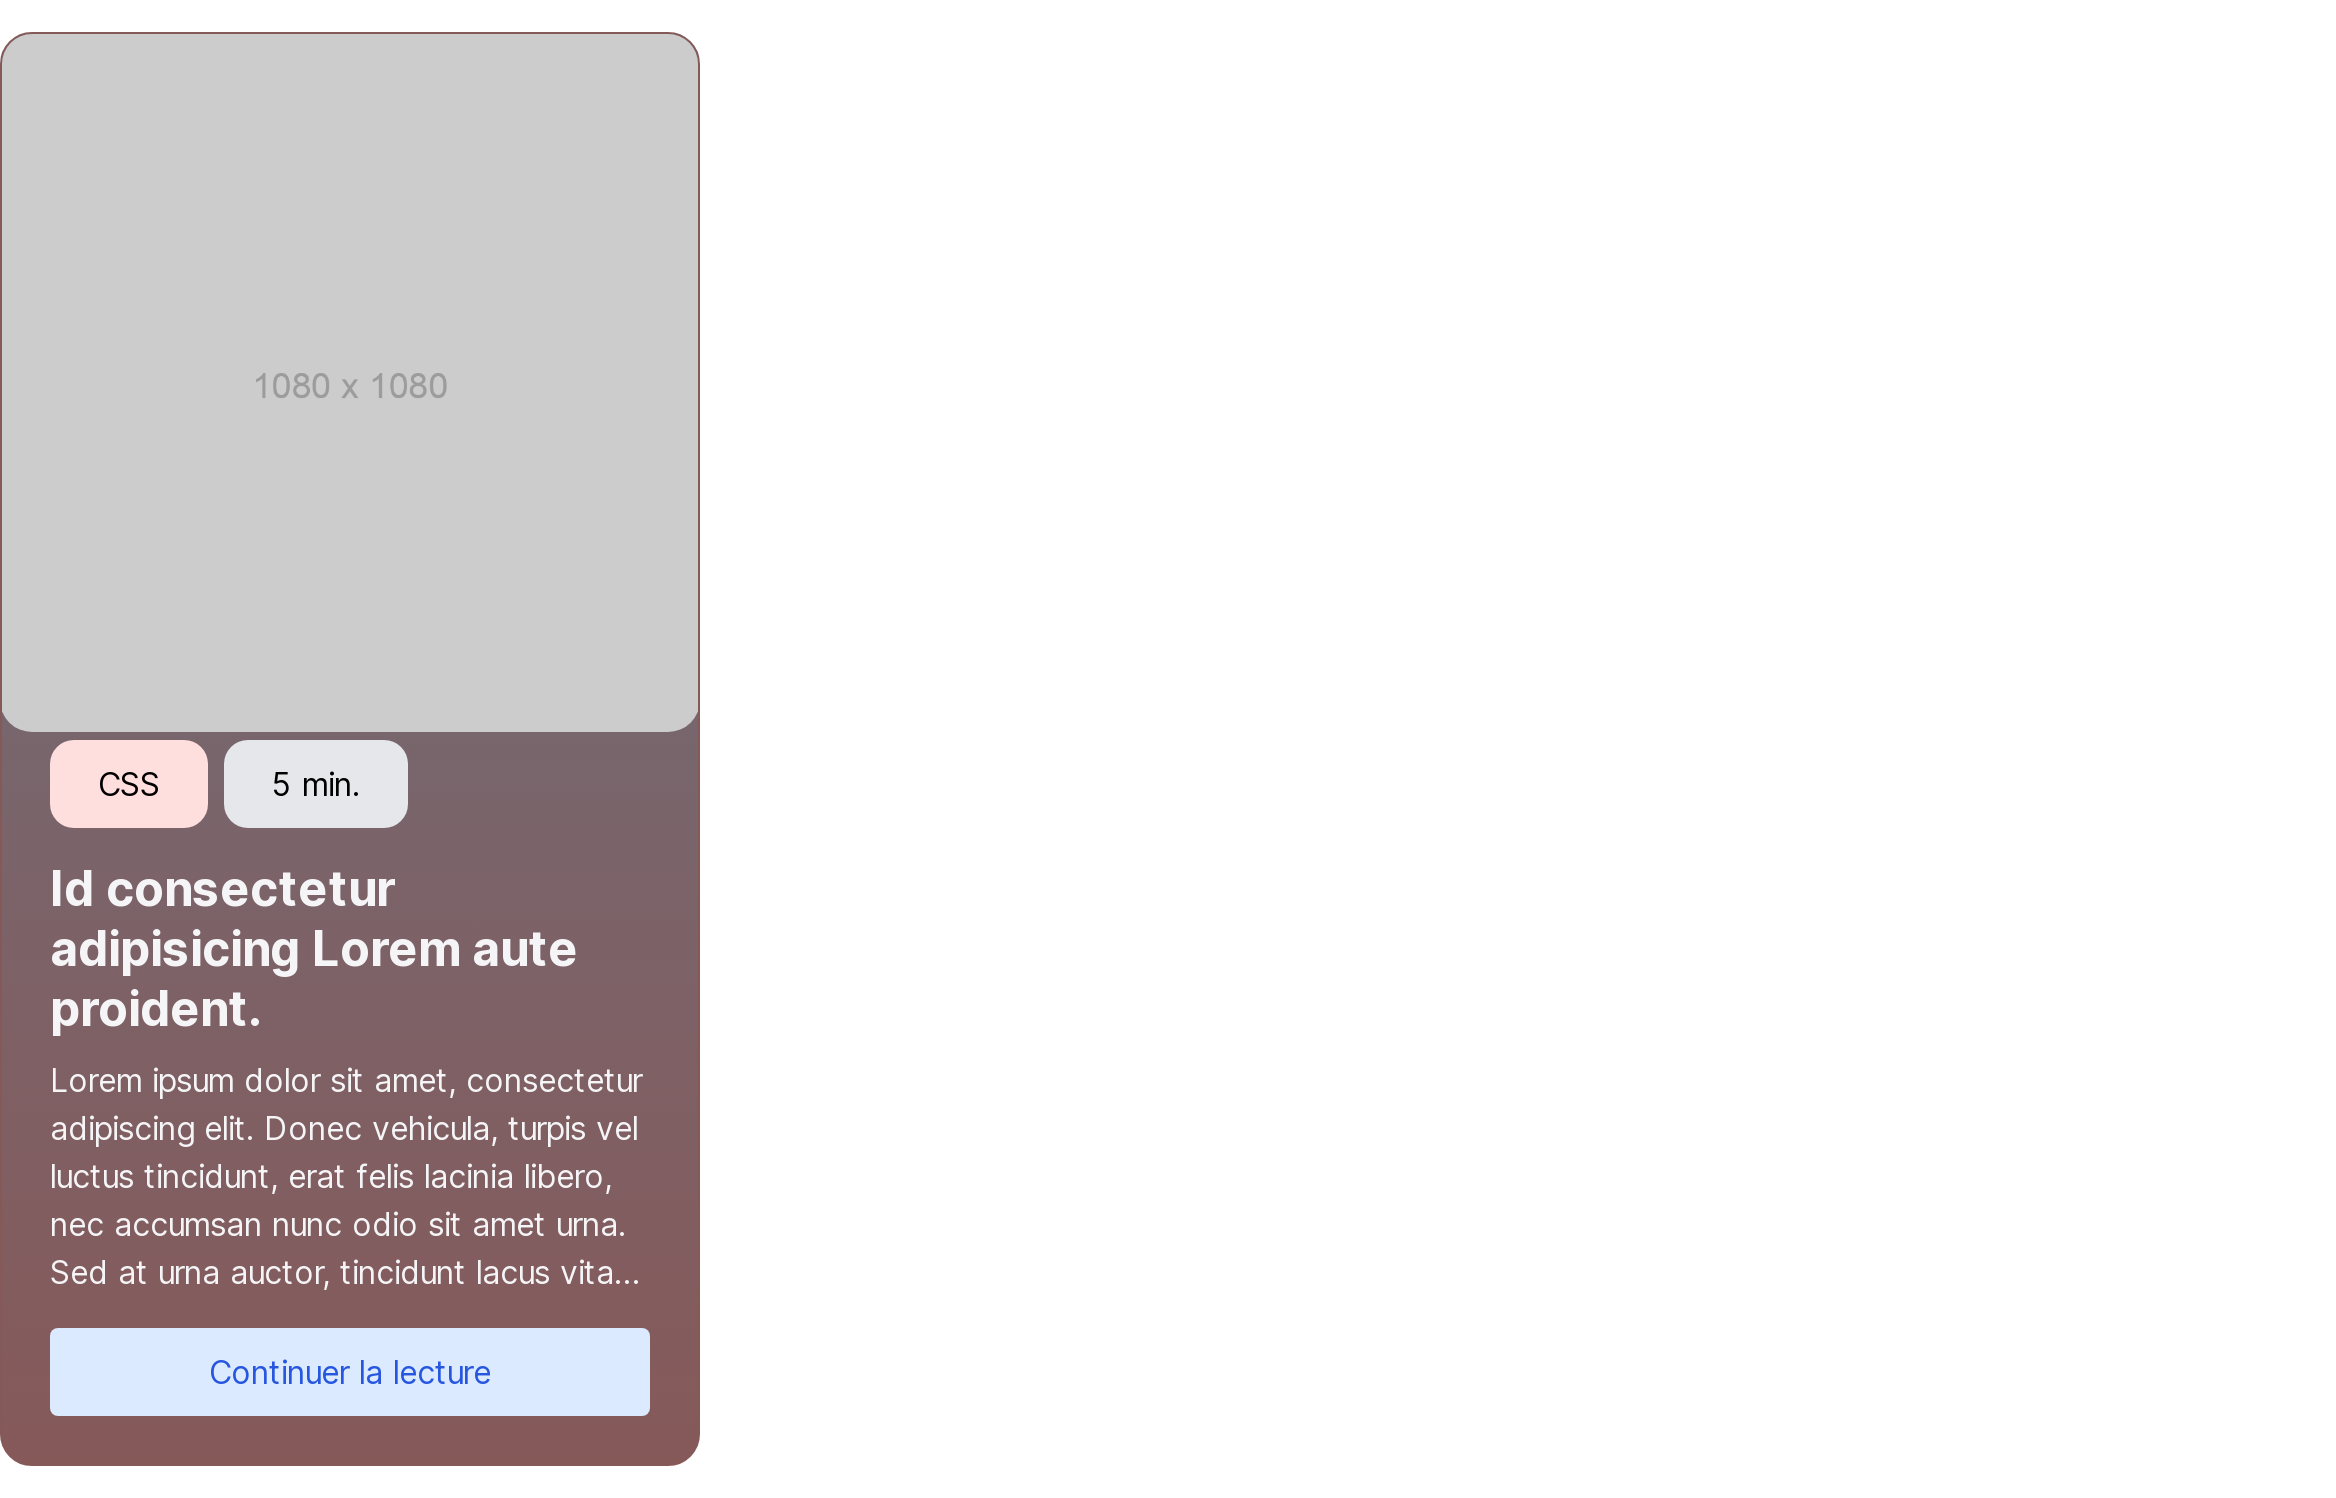 1080 x 1080
CSS
5 min.
Id consectetur
adipisicing Lorem aute
proident.
Lorem ipsum dolor sit amet, consectetur
adipiscing elit. Donec vehicula, turpis vel
luctus tincidunt, erat felis lacinia libero,
nec accumsan nunc odio sit amet urna.
Sed at urna auctor, tincidunt lacus vita...
Continuer la lecture